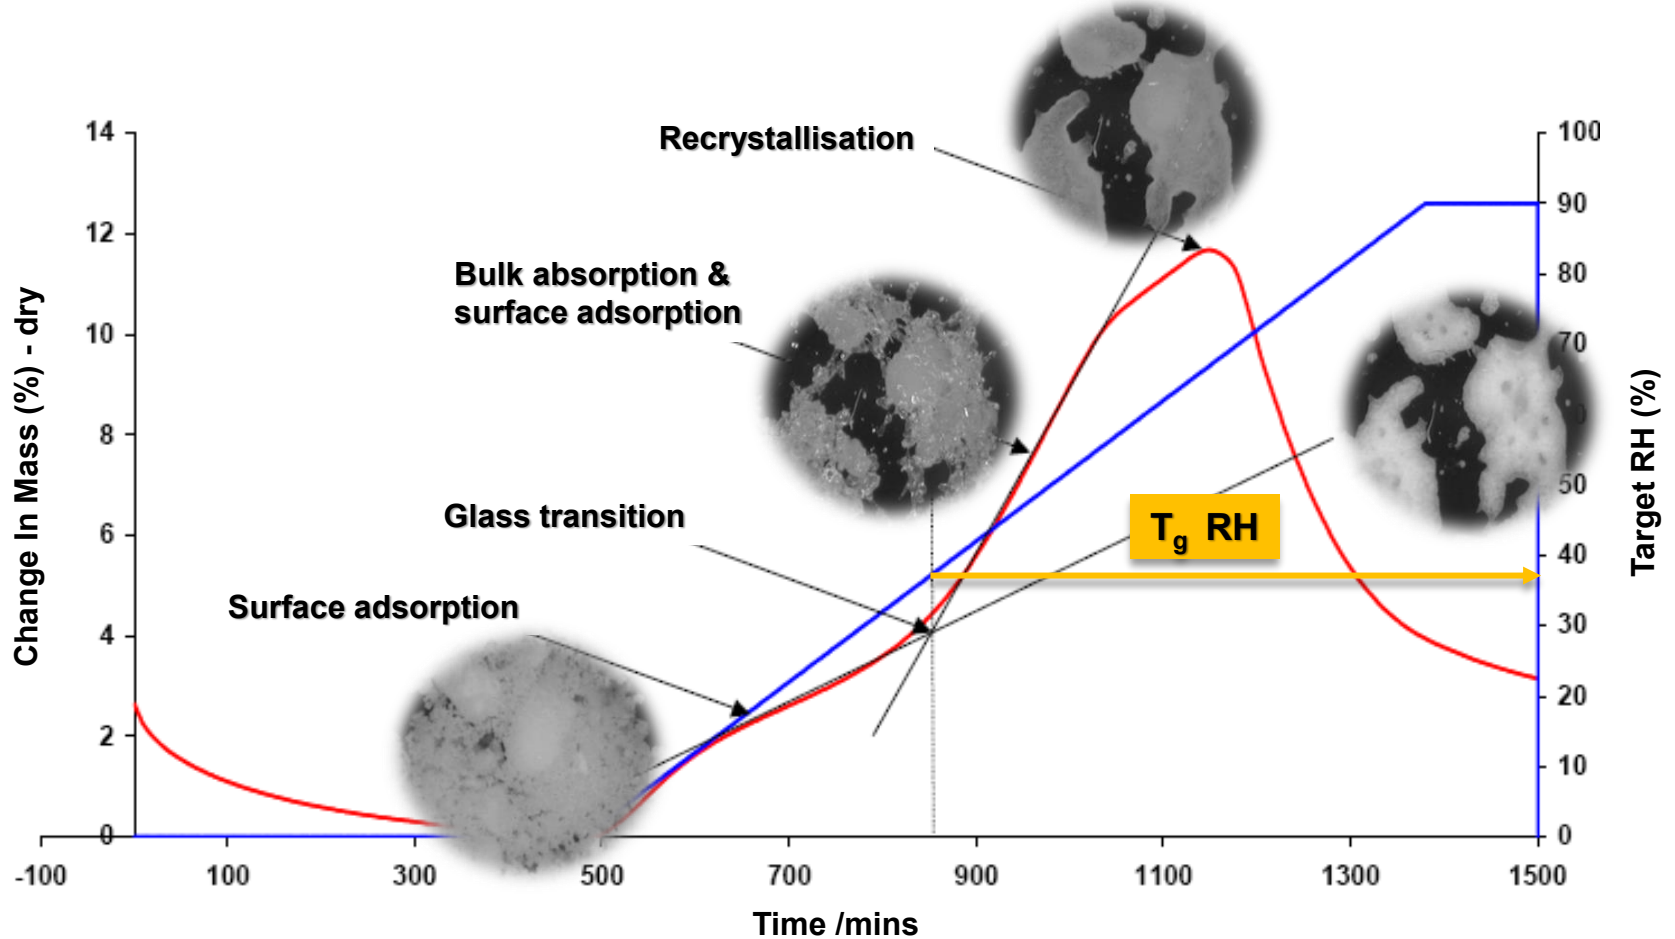 Recrystallisation
Bulk absorption &
surface adsorption
Glass transition
Surface adsorption
Tg RH
Change In Mass (%) - dry
14
12
10
8
6
4
2
0
Target RH (%)
100
90
80
70
50
40
30
20
10
0
-100 100 300 500 700 900 1100 1300 1500
Time /mins